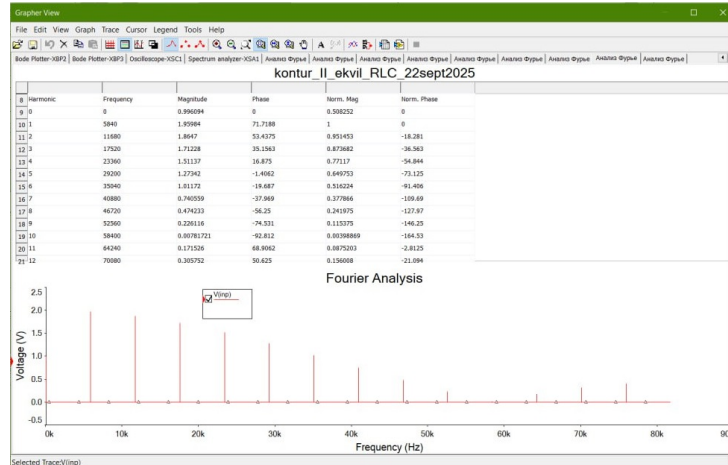 Grapher View
File Edit View Graph Trace Cursor Legend Tools Help
Bode Plotter-XBP2 Bode Plotter-XBP3 Oscilloscope-XSC1 Spectrum analyzer-XSA1 Анализ Фурье Анализ Фурье Анализ Фурье Анализ Фурье Анализ Фурье Анализ Фурье Анализ Фурье Анализ Фурье
kontur_II_ekvil_RLC_22sept2025
8 Harmonic Frequency Magnitude Phase Norm. Mag Norm. Phase
9 0 0 0.996094 0 0.508252 0
10 1 5840 1.95984 71.7188 1 0
11 2 11680 1.8647 53.4375 0.951453 -18.281
12 3 17520 1.71228 35.1563 0.873682 -36.563
13 4 23360 1.51137 16.875 0.77117 -54.844
14 5 29200 1.27342 -1.4062 0.649753 -73.125
15 6 35040 1.01172 -19.687 0.516224 -91.406
16 7 40880 0.740559 -37.969 0.377866 -109.69
17 8 46720 0.474233 -56.25 0.241975 -127.97
18 9 52560 0.226116 -74.531 0.115375 -146.25
19 10 58400 0.00781721 -92.812 0.00398869 -164.53
20 11 64240 0.171526 68.9062 0.0875203 -2.8125
21 12 70080 0.305752 50.625 0.156008 -21.094
Fourier Analysis
V(inp)
Voltage (V)
2.5
2.0
1.5
1.0
0.5
0.0
-0.5
0k 10k 20k 30k 40k 50k 60k 70k 80k 90
Frequency (Hz)
Selected Trace:V(inp)